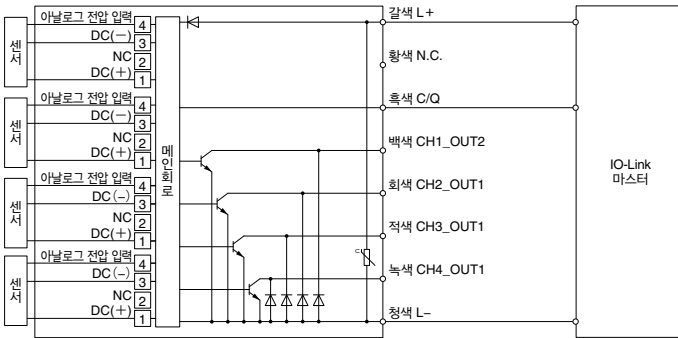 센서
아날로그 전압 입력 4
DC(−) 3
NC 2
DC(+) 1
센서
아날로그 전압 입력 4
DC(−) 3
NC 2
DC(+) 1
센서
아날로그 전압 입력 4
DC(−) 3
NC 2
DC(+) 1
센서
아날로그 전압 입력 4
DC(−) 3
NC 2
DC(+) 1
메인회로
갈색 L+
황색 N.C.
흑색 C/Q
백색 CH1_OUT2
회색 CH2_OUT1
적색 CH3_OUT1
녹색 CH4_OUT1
청색 L−
IO-Link
마스터